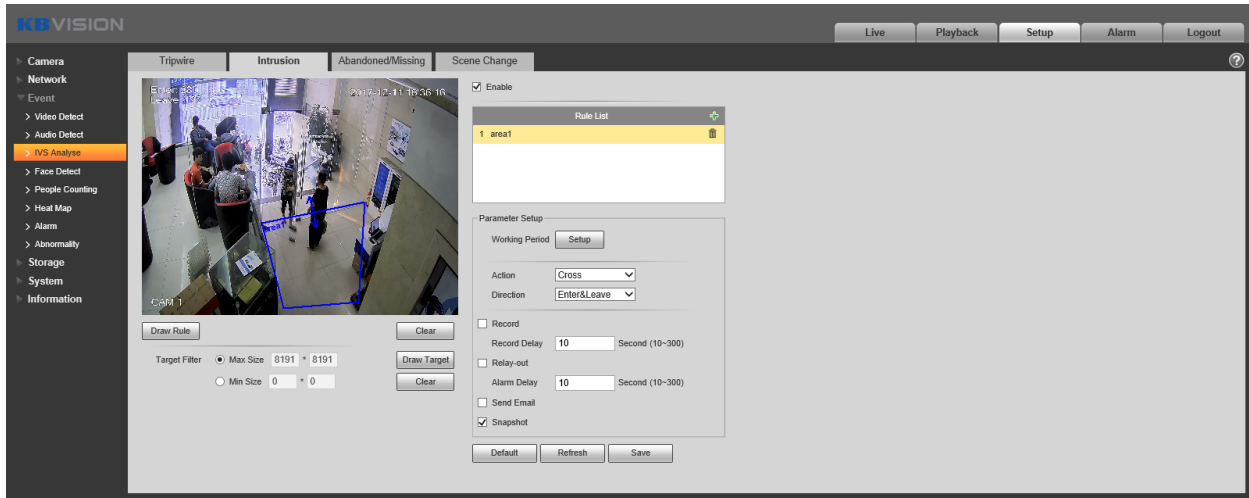 KBVISION
Live Playback Setup Alarm Logout
Camera
Network
Event
Video Detect
Audio Detect
IVS Analyse
Face Detect
People Counting
Heat Map
Alarm
Abnormality
Storage
System
Information
Tripwire Intrusion Abandoned/Missing Scene Change
2017-12-11 16:36:16
area1
CAM 1
Draw Rule Clear
Target Filter Max Size 8191 * 8191 Draw Target
Min Size 0 * 0 Clear
Enable
Rule List
1 area1
Parameter Setup
Working Period Setup
Action Cross
Direction Enter&Leave
Record
Record Delay 10 Second (10~300)
Relay-out
Alarm Delay 10 Second (10~300)
Send Email
Snapshot
Default Refresh Save